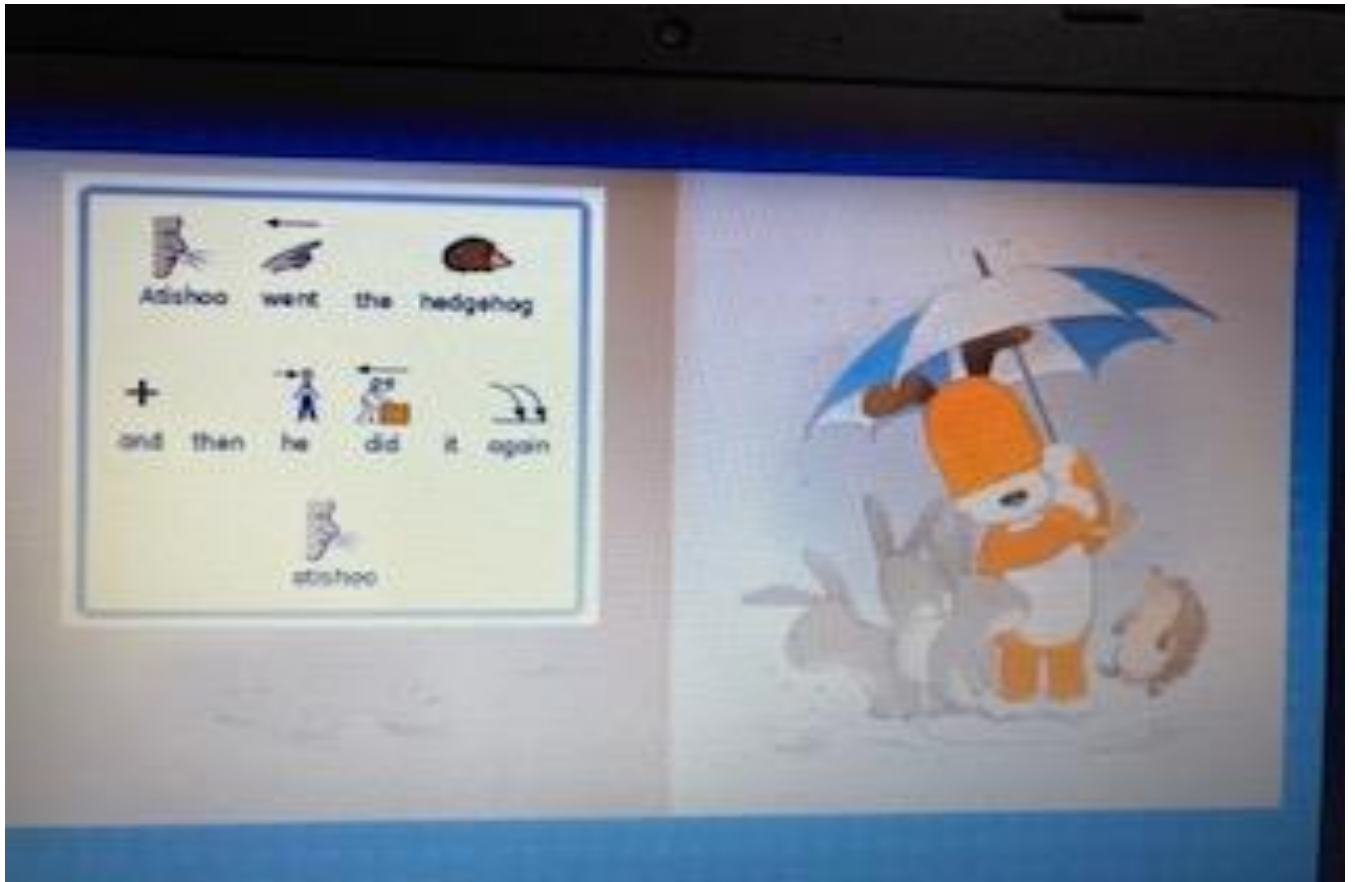 Atishoo went the hedgehog
and then he did it again
atishoo